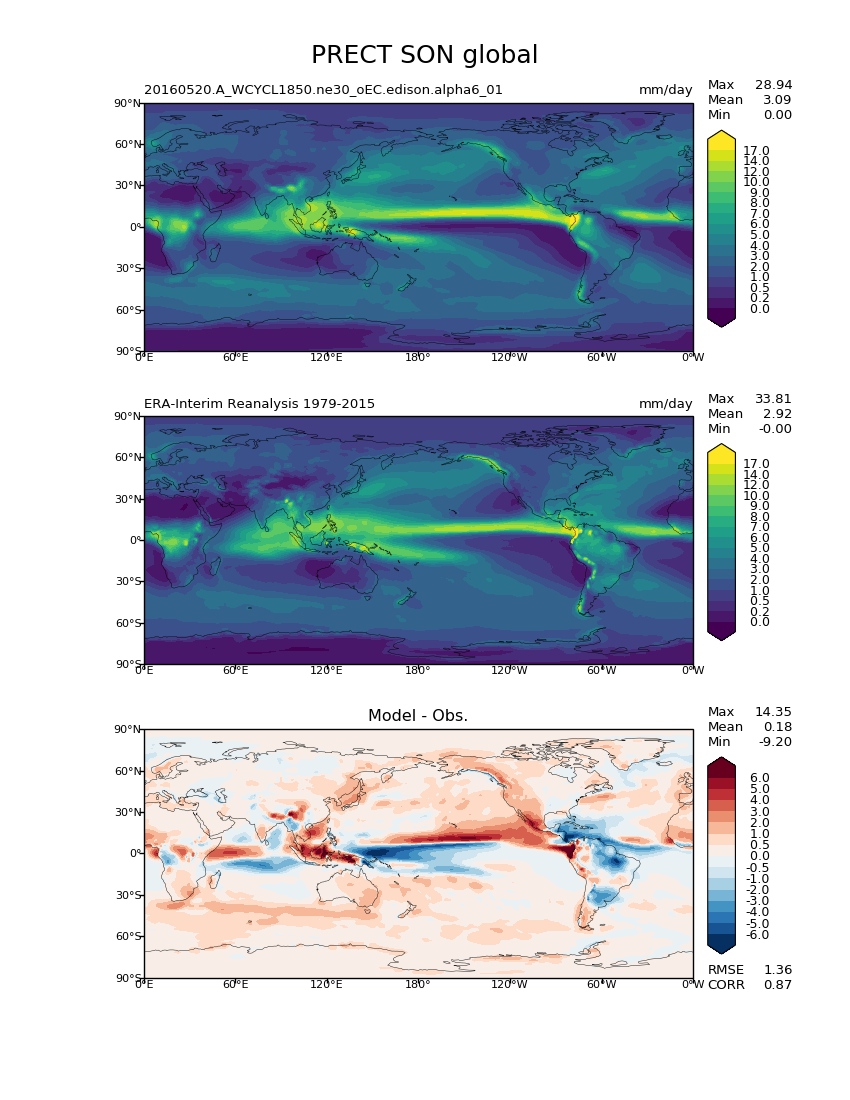 PRECT SON global
20160520.A_WCYCL1850.ne30_oEC.edison.alpha6_01
mm/day
Max 28.94
Mean 3.09
Min 0.00
90°N
60°N
30°N
0°
30°S
60°S
90°S
0°E 60°E 120°E 180° 120°W 60°W 0°W
17.0
14.0
12.0
10.0
9.0
8.0
7.0
6.0
5.0
4.0
3.0
2.0
1.0
0.5
0.2
0.0
ERA-Interim Reanalysis 1979-2015
mm/day
Max 33.81
Mean 2.92
Min -0.00
90°N
60°N
30°N
0°
30°S
60°S
90°S
0°E 60°E 120°E 180° 120°W 60°W 0°W
17.0
14.0
12.0
10.0
9.0
8.0
7.0
6.0
5.0
4.0
3.0
2.0
1.0
0.5
0.2
0.0
Model - Obs.
Max 14.35
Mean 0.18
Min -9.20
90°N
60°N
30°N
0°
30°S
60°S
90°S
0°E 60°E 120°E 180° 120°W 60°W 0°W
6.0
5.0
4.0
3.0
2.0
1.0
0.5
0.0
-0.5
-1.0
-2.0
-3.0
-4.0
-5.0
-6.0
RMSE 1.36
CORR 0.87